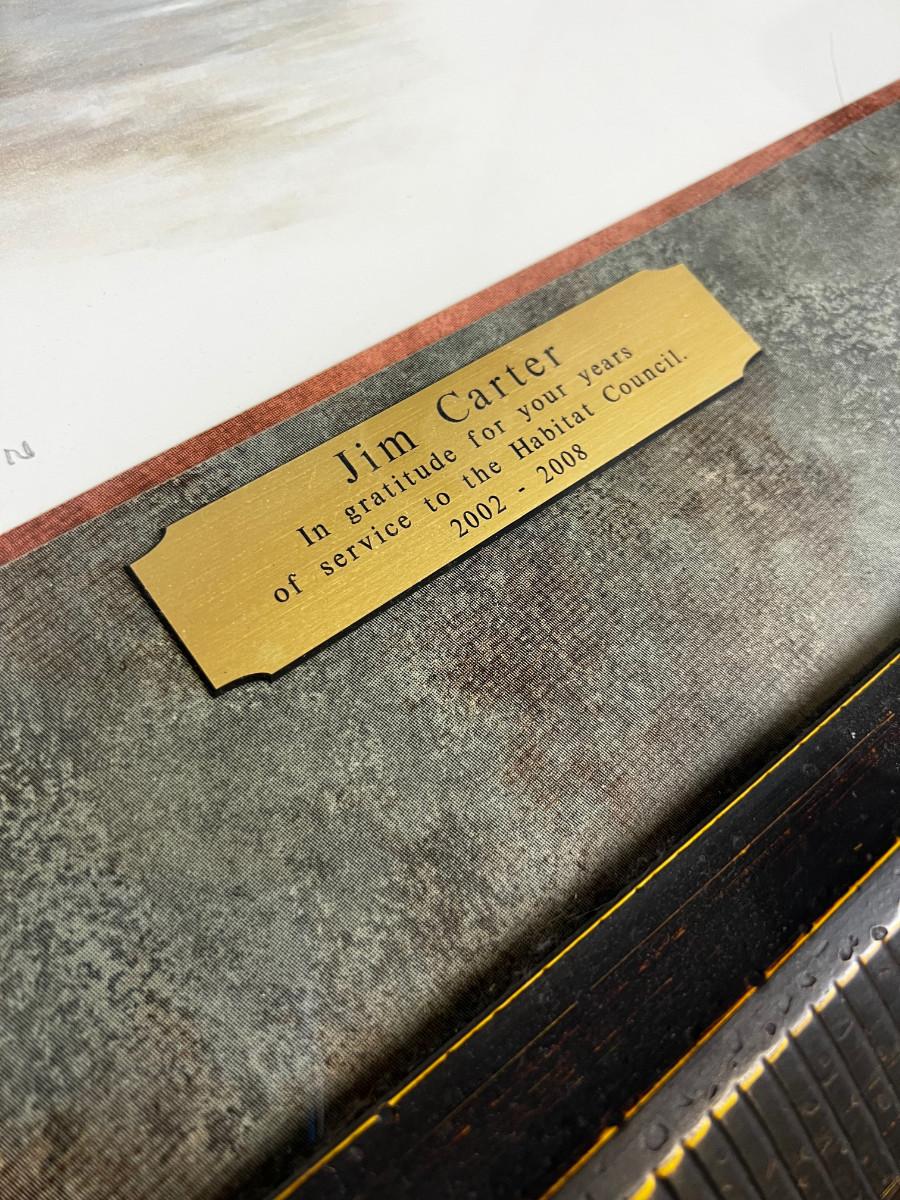 Jim Carter
In gratitude for your years
of service to the Habitat Council.
2002 - 2008